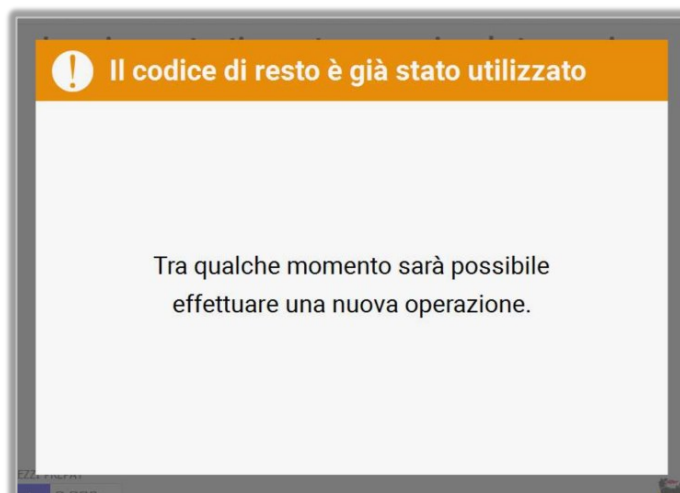 Il codice di resto è già stato utilizzato
Tra qualche momento sarà possibile
effettuare una nuova operazione.